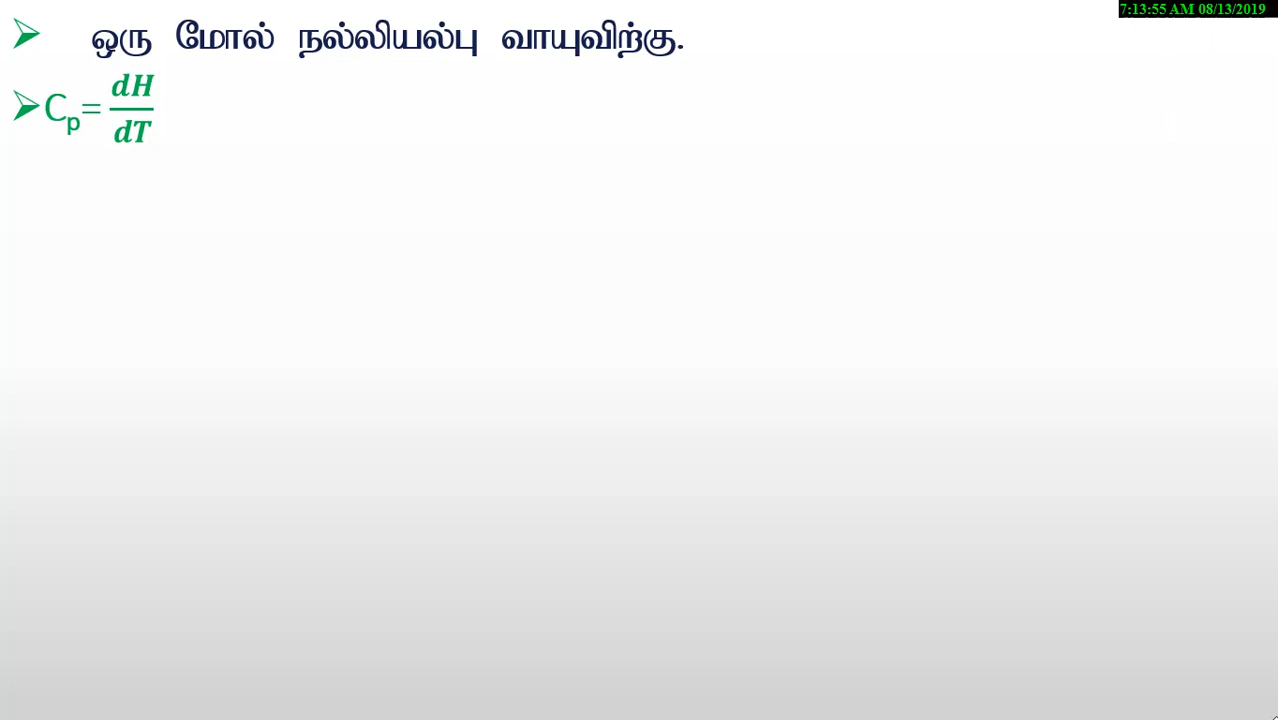 7:13:55 AM 08/13/2019
➤ ஒரு மோல் நல்லியல்பு வாயுவிற்கு.
➤ Cp= dH/dT